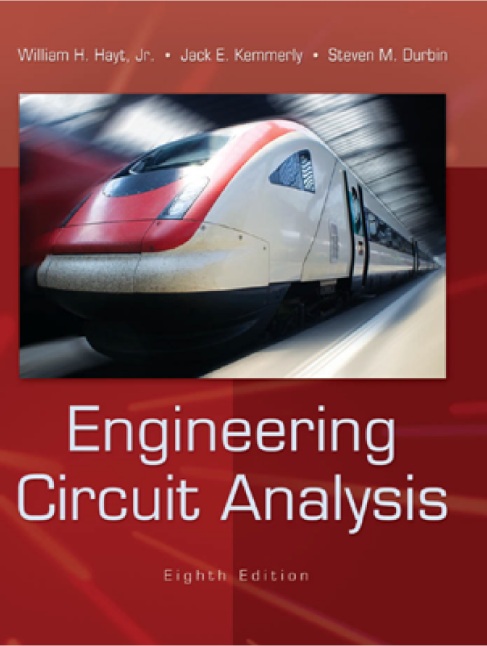 William H. Hayt, Jr. • Jack E. Kemmerly • Steven M. Durbin
Engineering
Circuit Analysis
Eighth Edition